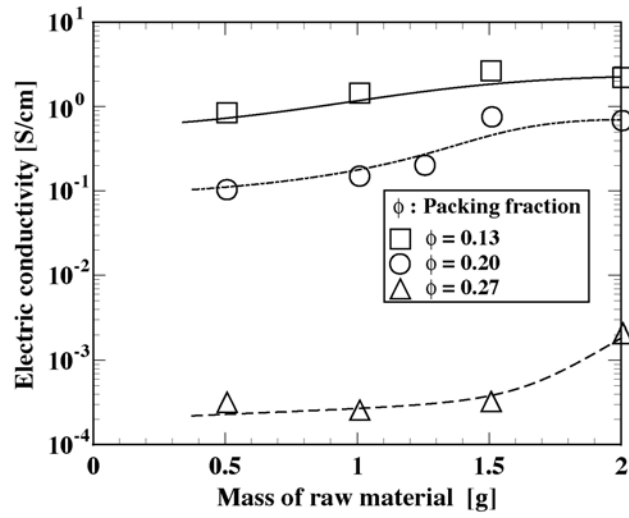 10^1
10^0
10^-1
10^-2
10^-3
10^-4
Electric conductivity [S/cm]
ϕ : Packing fraction
ϕ = 0.13
ϕ = 0.20
ϕ = 0.27
0 0.5 1 1.5 2
Mass of raw material [g]